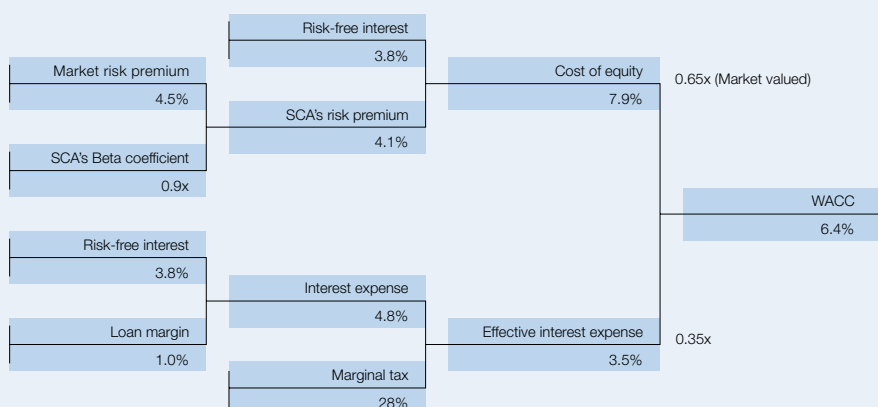 Risk-free interest
3.8%
Market risk premium
4.5%
Cost of equity
7.9%
0.65x (Market valued)
SCA's risk premium
4.1%
SCA's Beta coefficient
0.9x
WACC
6.4%
Risk-free interest
3.8%
Interest expense
4.8%
Loan margin
1.0%
Effective interest expense
3.5%
0.35x
Marginal tax
28%